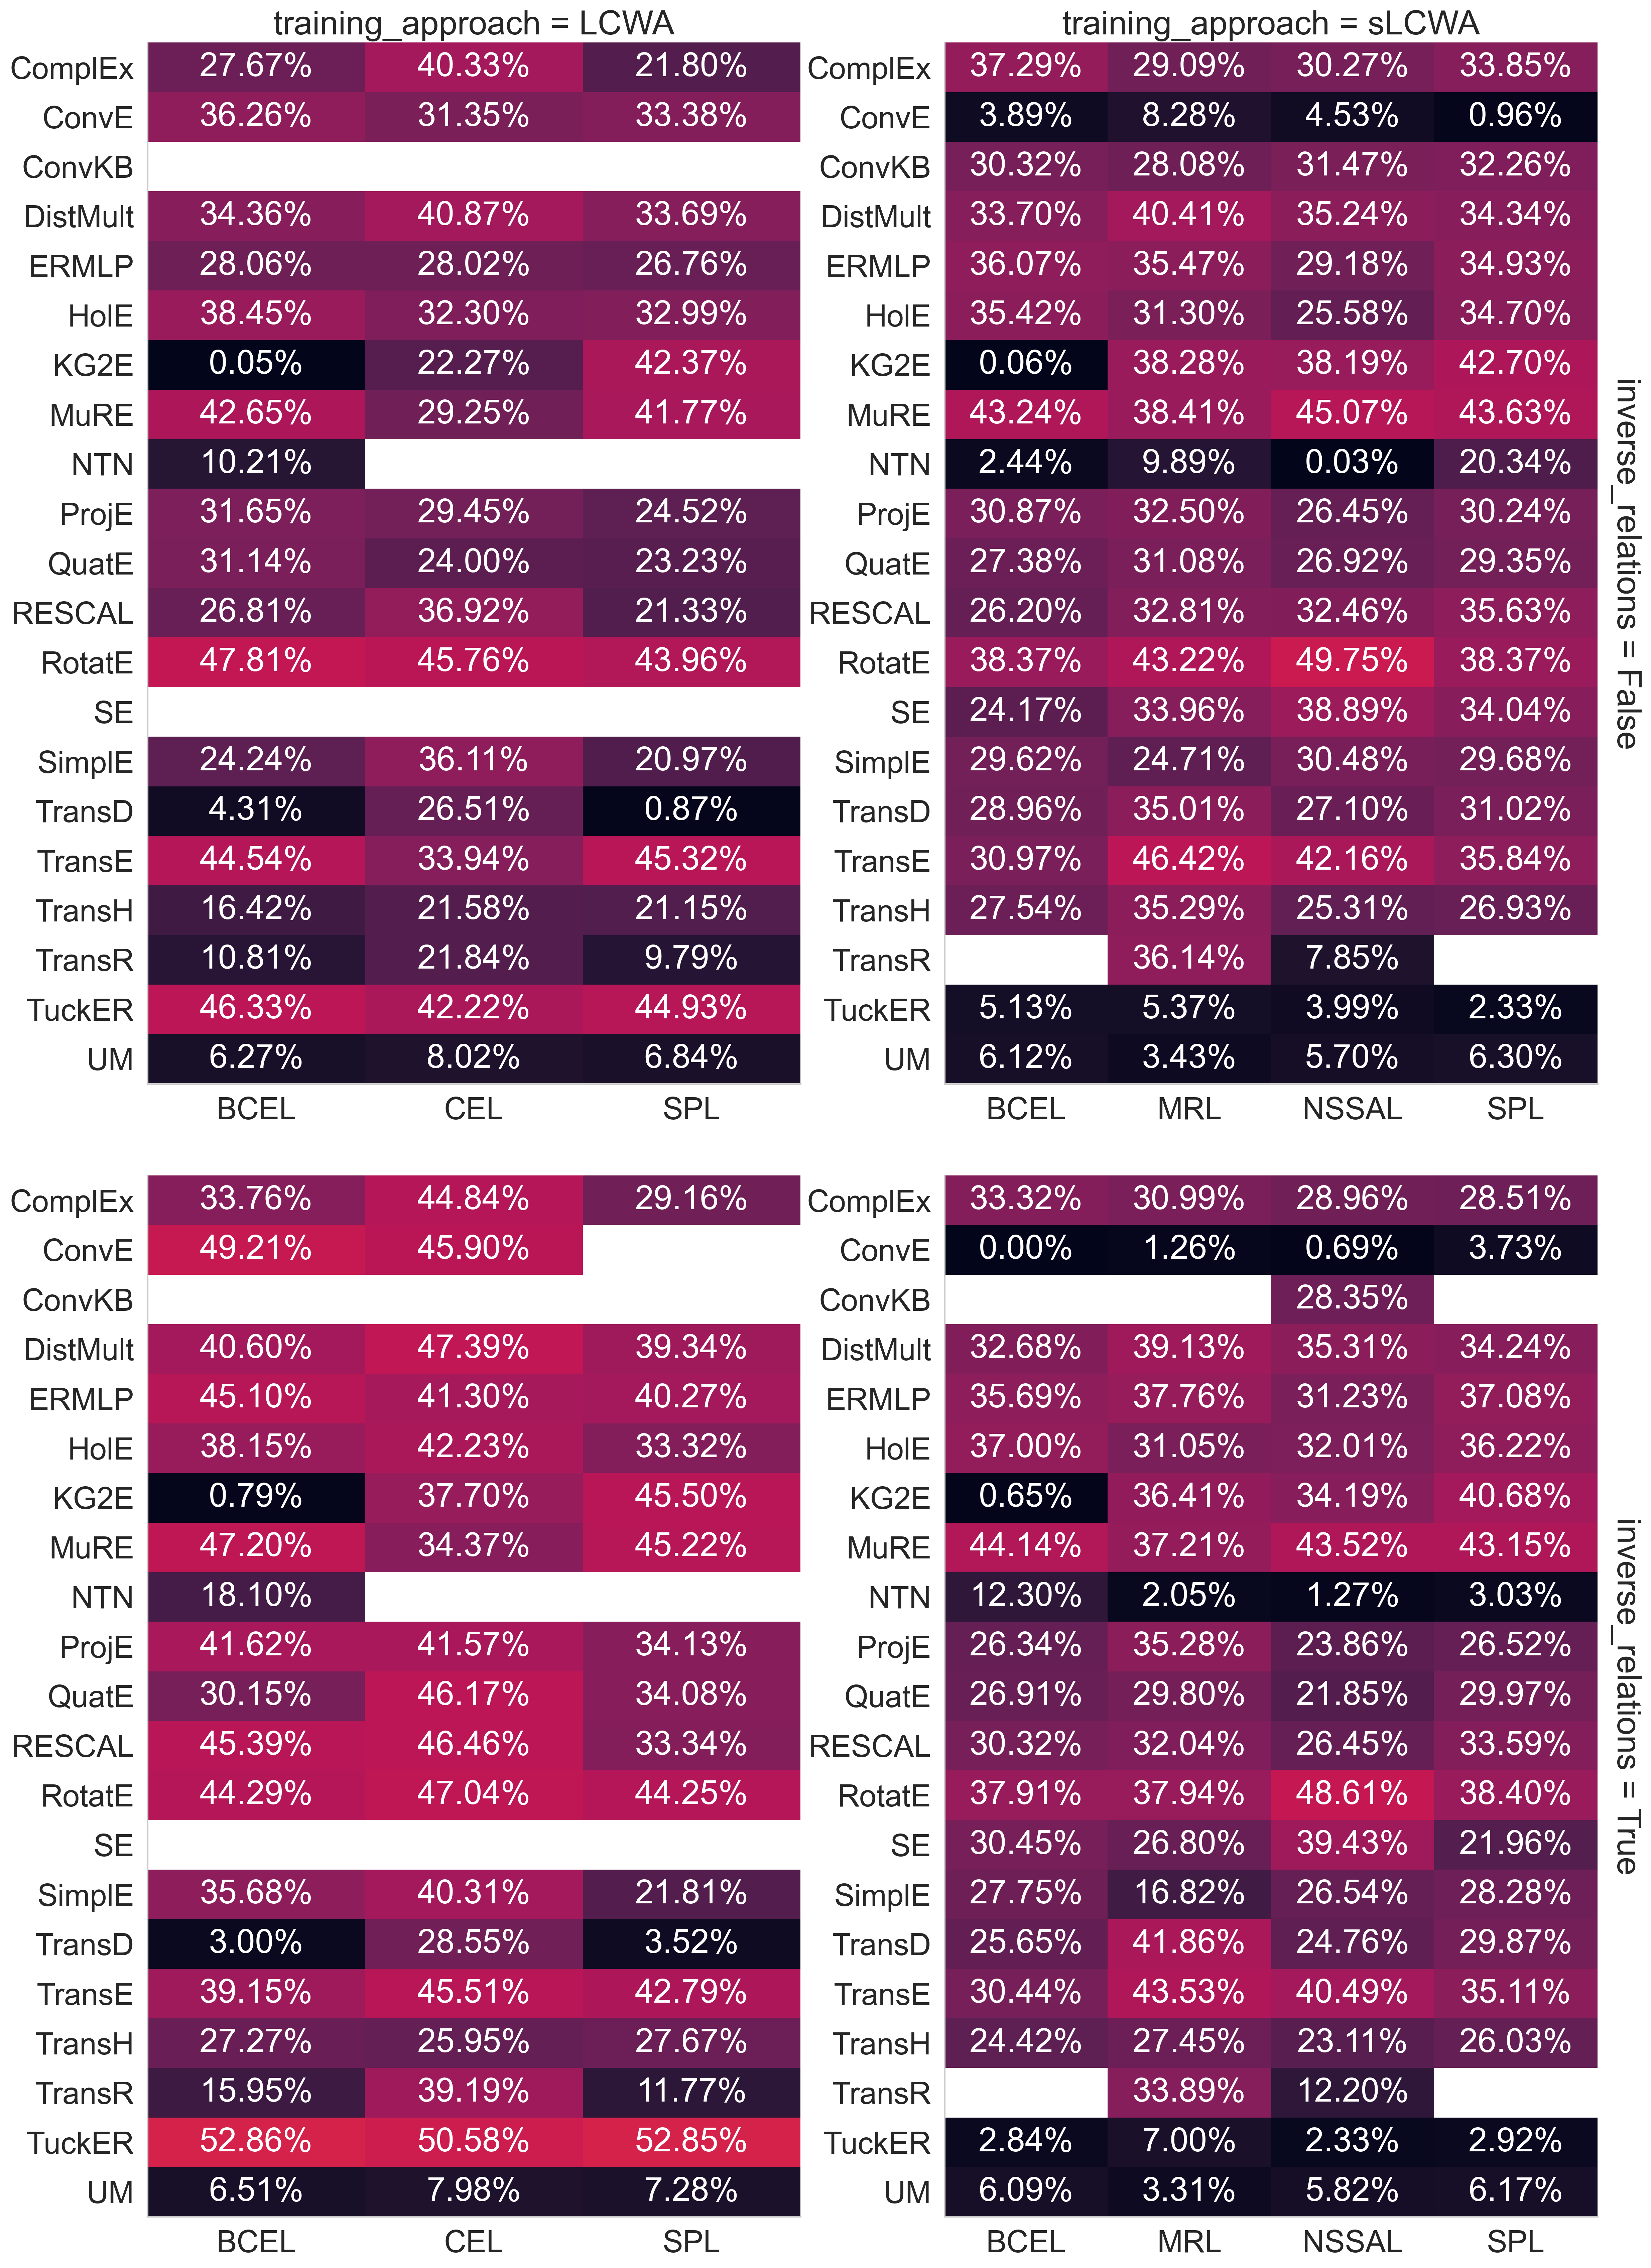 training_approach = LCWA training_approach = sLCWA
ComplEx 27.67% 40.33% 21.80% ComplEx 37.29% 29.09% 30.27% 33.85%
ConvE 36.26% 31.35% 33.38% ConvE 3.89% 8.28% 4.53% 0.96%
ConvKB ConvKB 30.32% 28.08% 31.47% 32.26%
DistMult 34.36% 40.87% 33.69% DistMult 33.70% 40.41% 35.24% 34.34%
ERMLP 28.06% 28.02% 26.76% ERMLP 36.07% 35.47% 29.18% 34.93%
HolE 38.45% 32.30% 32.99% HolE 35.42% 31.30% 25.58% 34.70%
KG2E 0.05% 22.27% 42.37% KG2E 0.06% 38.28% 38.19% 42.70%
MuRE 42.65% 29.25% 41.77% MuRE 43.24% 38.41% 45.07% 43.63%
NTN 10.21% NTN 2.44% 9.89% 0.03% 20.34%
ProjE 31.65% 29.45% 24.52% ProjE 30.87% 32.50% 26.45% 30.24%
QuatE 31.14% 24.00% 23.23% QuatE 27.38% 31.08% 26.92% 29.35%
RESCAL 26.81% 36.92% 21.33% RESCAL 26.20% 32.81% 32.46% 35.63%
RotatE 47.81% 45.76% 43.96% RotatE 38.37% 43.22% 49.75% 38.37%
SE SE 24.17% 33.96% 38.89% 34.04%
SimplE 24.24% 36.11% 20.97% SimplE 29.62% 24.71% 30.48% 29.68%
TransD 4.31% 26.51% 0.87% TransD 28.96% 35.01% 27.10% 31.02%
TransE 44.54% 33.94% 45.32% TransE 30.97% 46.42% 42.16% 35.84%
TransH 16.42% 21.58% 21.15% TransH 27.54% 35.29% 25.31% 26.93%
TransR 10.81% 21.84% 9.79% TransR 36.14% 7.85%
TuckER 46.33% 42.22% 44.93% TuckER 5.13% 5.37% 3.99% 2.33%
UM 6.27% 8.02% 6.84% UM 6.12% 3.43% 5.70% 6.30%
BCEL CEL SPL BCEL MRL NSSAL SPL
inverse_relations = False
ComplEx 33.76% 44.84% 29.16% ComplEx 33.32% 30.99% 28.96% 28.51%
ConvE 49.21% 45.90% ConvE 0.00% 1.26% 0.69% 3.73%
ConvKB ConvKB 28.35%
DistMult 40.60% 47.39% 39.34% DistMult 32.68% 39.13% 35.31% 34.24%
ERMLP 45.10% 41.30% 40.27% ERMLP 35.69% 37.76% 31.23% 37.08%
HolE 38.15% 42.23% 33.32% HolE 37.00% 31.05% 32.01% 36.22%
KG2E 0.79% 37.70% 45.50% KG2E 0.65% 36.41% 34.19% 40.68%
MuRE 47.20% 34.37% 45.22% MuRE 44.14% 37.21% 43.52% 43.15%
NTN 18.10% NTN 12.30% 2.05% 1.27% 3.03%
ProjE 41.62% 41.57% 34.13% ProjE 26.34% 35.28% 23.86% 26.52%
QuatE 30.15% 46.17% 34.08% QuatE 26.91% 29.80% 21.85% 29.97%
RESCAL 45.39% 46.46% 33.34% RESCAL 30.32% 32.04% 26.45% 33.59%
RotatE 44.29% 47.04% 44.25% RotatE 37.91% 37.94% 48.61% 38.40%
SE SE 30.45% 26.80% 39.43% 21.96%
SimplE 35.68% 40.31% 21.81% SimplE 27.75% 16.82% 26.54% 28.28%
TransD 3.00% 28.55% 3.52% TransD 25.65% 41.86% 24.76% 29.87%
TransE 39.15% 45.51% 42.79% TransE 30.44% 43.53% 40.49% 35.11%
TransH 27.27% 25.95% 27.67% TransH 24.42% 27.45% 23.11% 26.03%
TransR 15.95% 39.19% 11.77% TransR 33.89% 12.20%
TuckER 52.86% 50.58% 52.85% TuckER 2.84% 7.00% 2.33% 2.92%
UM 6.51% 7.98% 7.28% UM 6.09% 3.31% 5.82% 6.17%
BCEL CEL SPL BCEL MRL NSSAL SPL
inverse_relations = True